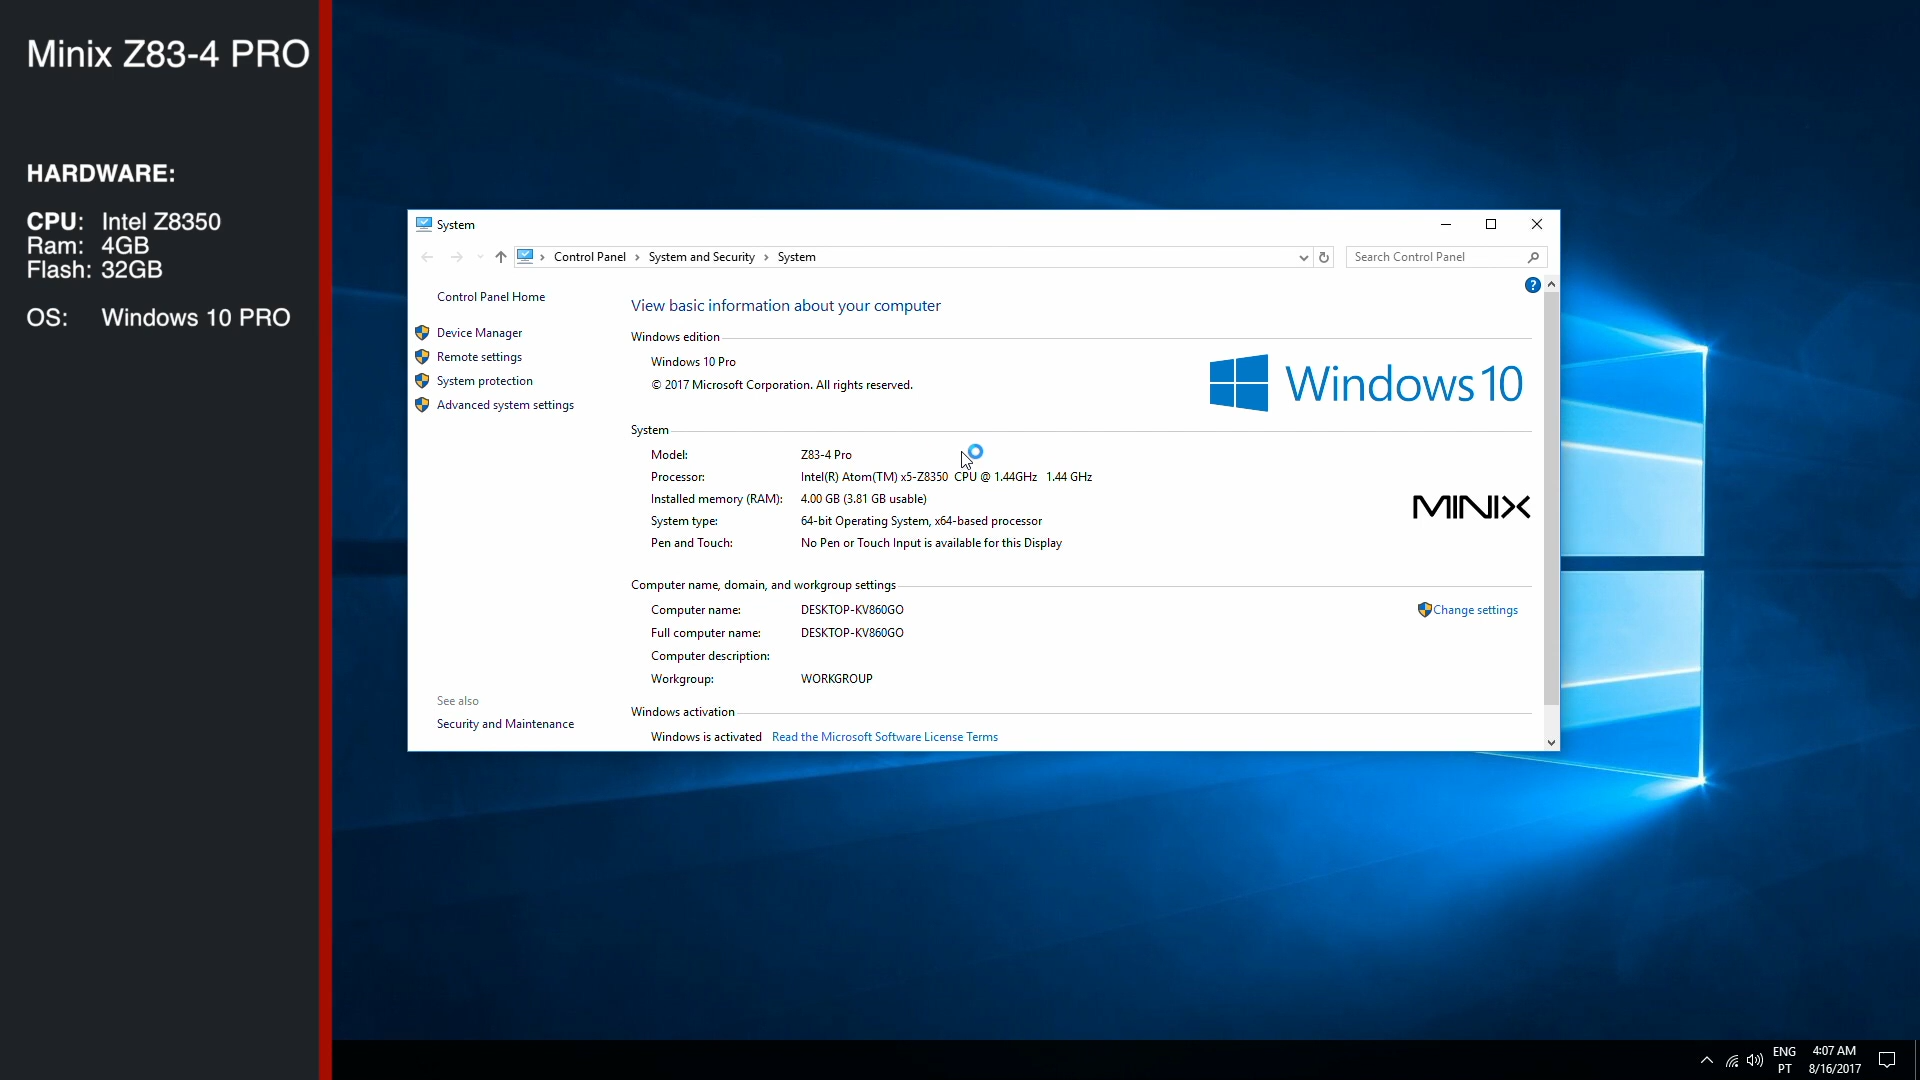 Minix Z83-4 PRO
HARDWARE:
CPU: Intel Z8350
Ram: 4GB
Flash: 32GB
OS: Windows 10 PRO
System
Control Panel › System and Security › System
Search Control Panel
Control Panel Home
Device Manager
Remote settings
System protection
Advanced system settings
See also
Security and Maintenance
?
View basic information about your computer
Windows edition
Windows 10 Pro
© 2017 Microsoft Corporation. All rights reserved.
Windows 10
System
Model: Z83-4 Pro
Processor: Intel(R) Atom(TM) x5-Z8350 CPU @ 1.44GHz 1.44 GHz
Installed memory (RAM): 4.00 GB (3.81 GB usable)
System type: 64-bit Operating System, x64-based processor
Pen and Touch: No Pen or Touch Input is available for this Display
MINIX
Computer name, domain, and workgroup settings
Computer name: DESKTOP-KV860GO
Change settings
Full computer name: DESKTOP-KV860GO
Computer description:
Workgroup: WORKGROUP
Windows activation
Windows is activated Read the Microsoft Software License Terms
ENG
PT
4:07 AM
8/16/2017